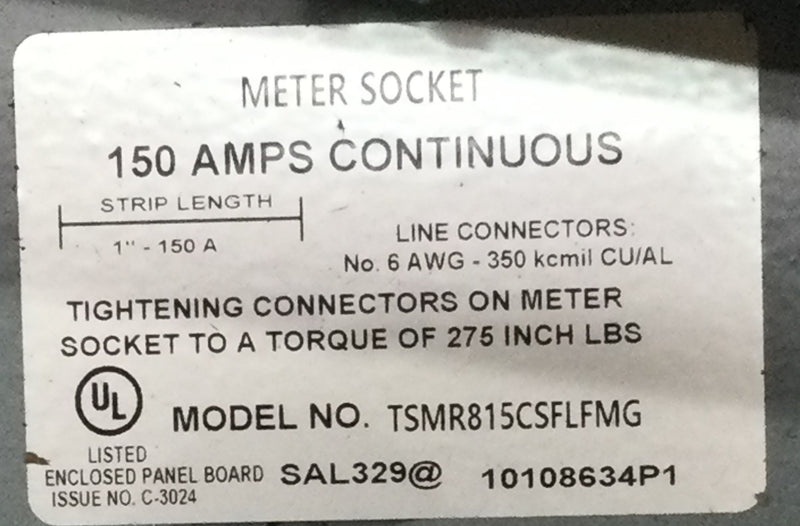 METER SOCKET
150 AMPS CONTINUOUS
STRIP LENGTH
1" - 150 A
LINE CONNECTORS:
No. 6 AWG - 350 kcmil CU/AL
TIGHTENING CONNECTORS ON METER
SOCKET TO A TORQUE OF 275 INCH LBS
UL
MODEL NO. TSMR815CSFLFMG
LISTED
ENCLOSED PANEL BOARD SAL329@ 10108634P1
ISSUE NO. C-3024